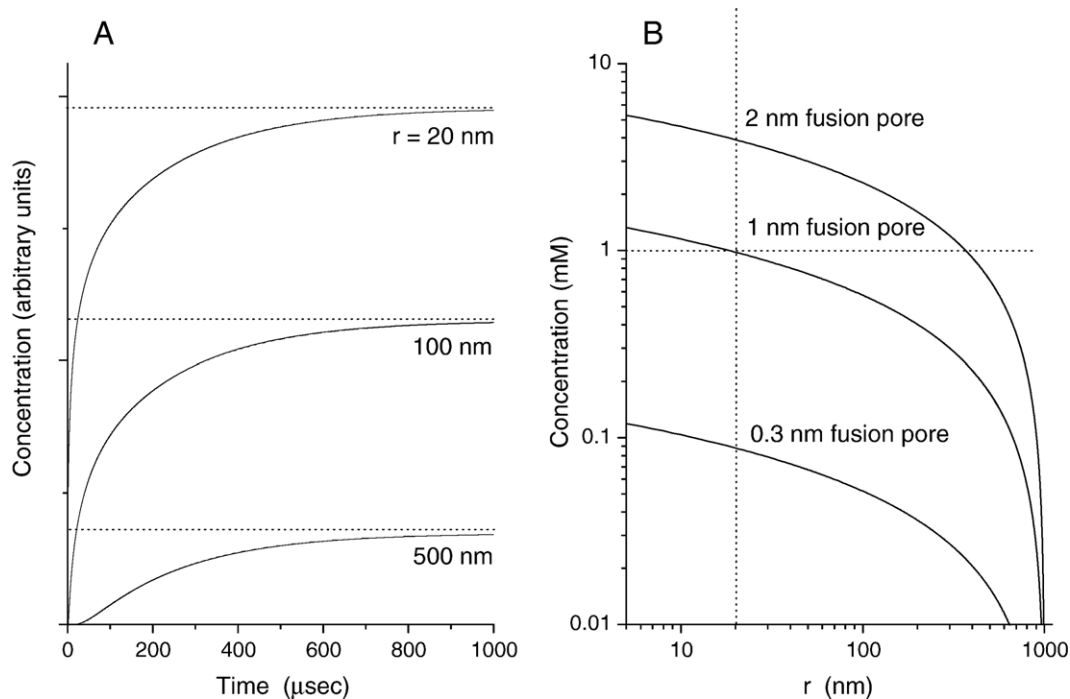 A
Concentration (arbitrary units)
r = 20 nm
100 nm
500 nm
0
200
400
600
800
1000
Time (μsec)
B
Concentration (mM)
10
1
0.1
0.01
2 nm fusion pore
1 nm fusion pore
0.3 nm fusion pore
10
100
1000
r (nm)